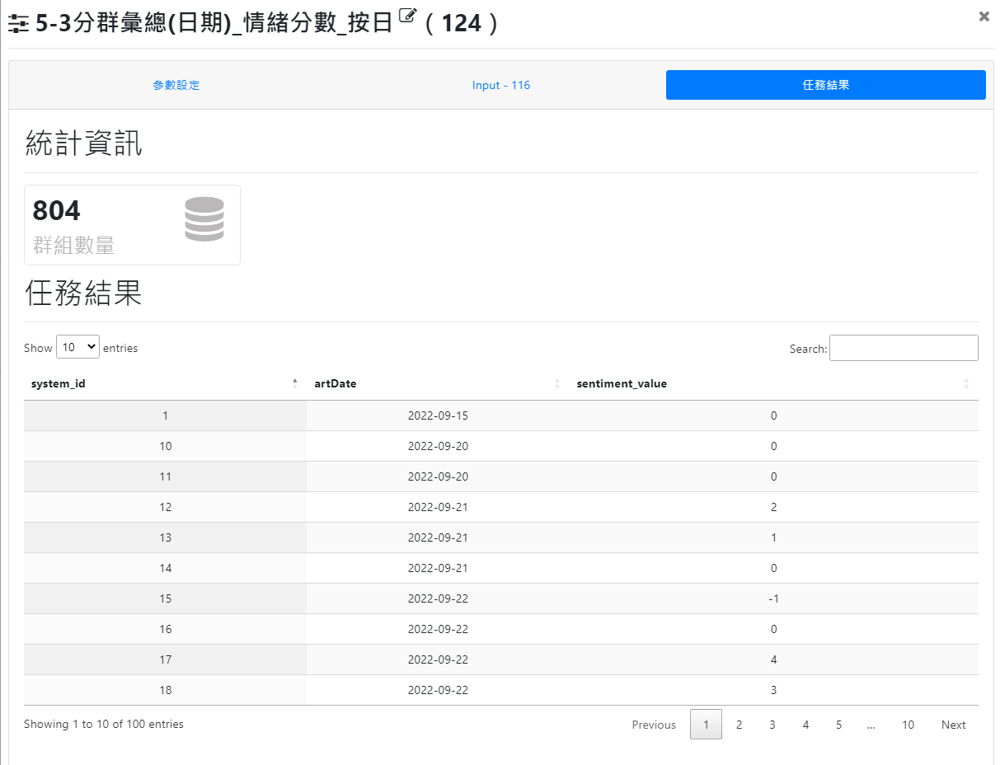 5-3分群彙總(日期)_情緒分數_按日 ( 124 ) ×
參數設定 Input - 116 任務結果
統計資訊
804
群組數量
任務結果
Show 10 entries Search:
system_id artDate sentiment_value
1 2022-09-15 0
10 2022-09-20 0
11 2022-09-20 0
12 2022-09-21 2
13 2022-09-21 1
14 2022-09-21 0
15 2022-09-22 -1
16 2022-09-22 0
17 2022-09-22 4
18 2022-09-22 3
Showing 1 to 10 of 100 entries Previous 1 2 3 4 5 … 10 Next